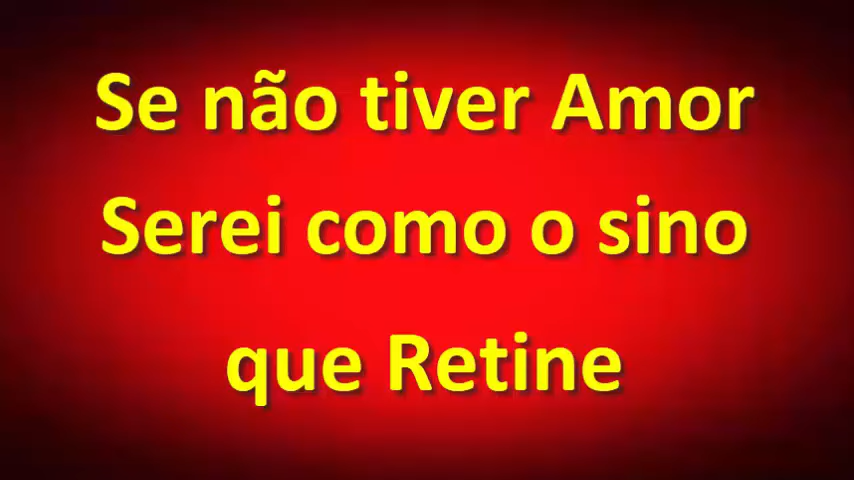 Se não tiver Amor
Serei como o sino
que Retine